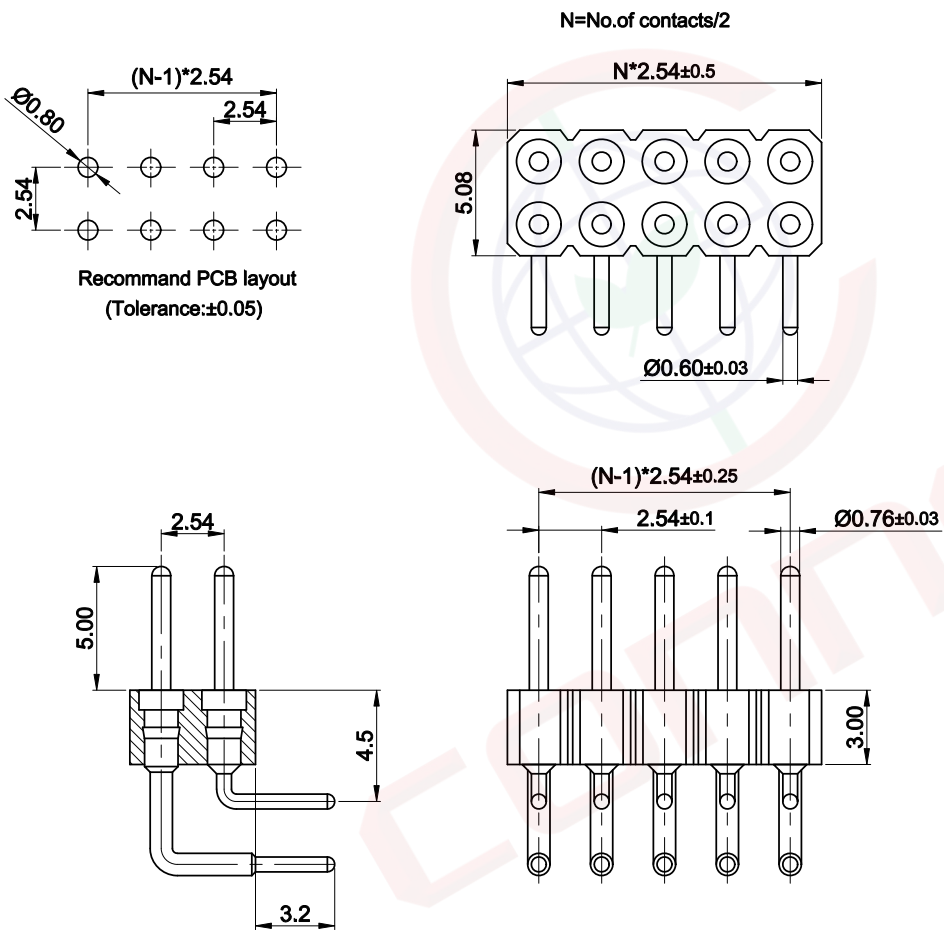 N=No.of contacts/2
(N-1)*2.54
N*2.54±0.5
Ø0.80
2.54
2.54
5.08
Recommand PCB layout
(Tolerance:±0.05)
Ø0.60±0.03
(N-1)*2.54±0.25
2.54
2.54±0.1
Ø0.76±0.03
5.00
4.5
3.00
3.2
conn